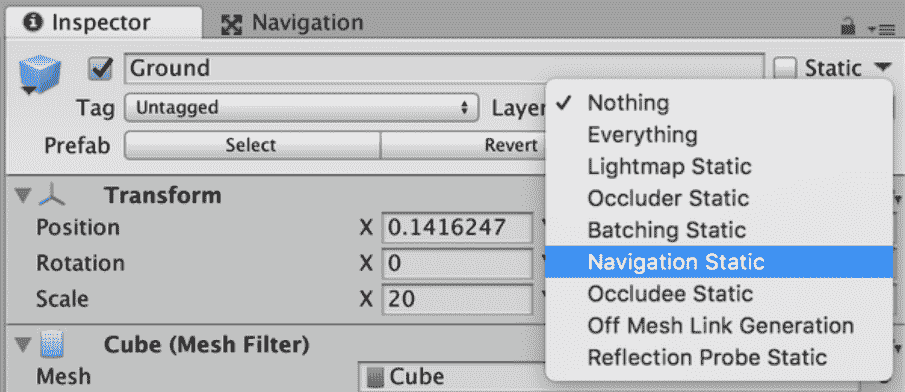 Inspector Navigation
Ground Static
Tag Untagged Layer
Prefab Select Revert
Nothing
Everything
Lightmap Static
Occluder Static
Batching Static
Navigation Static
Occludee Static
Off Mesh Link Generation
Reflection Probe Static
Transform
Position X 0.1416247
Rotation X 0
Scale X 20
Cube (Mesh Filter)
Mesh Cube